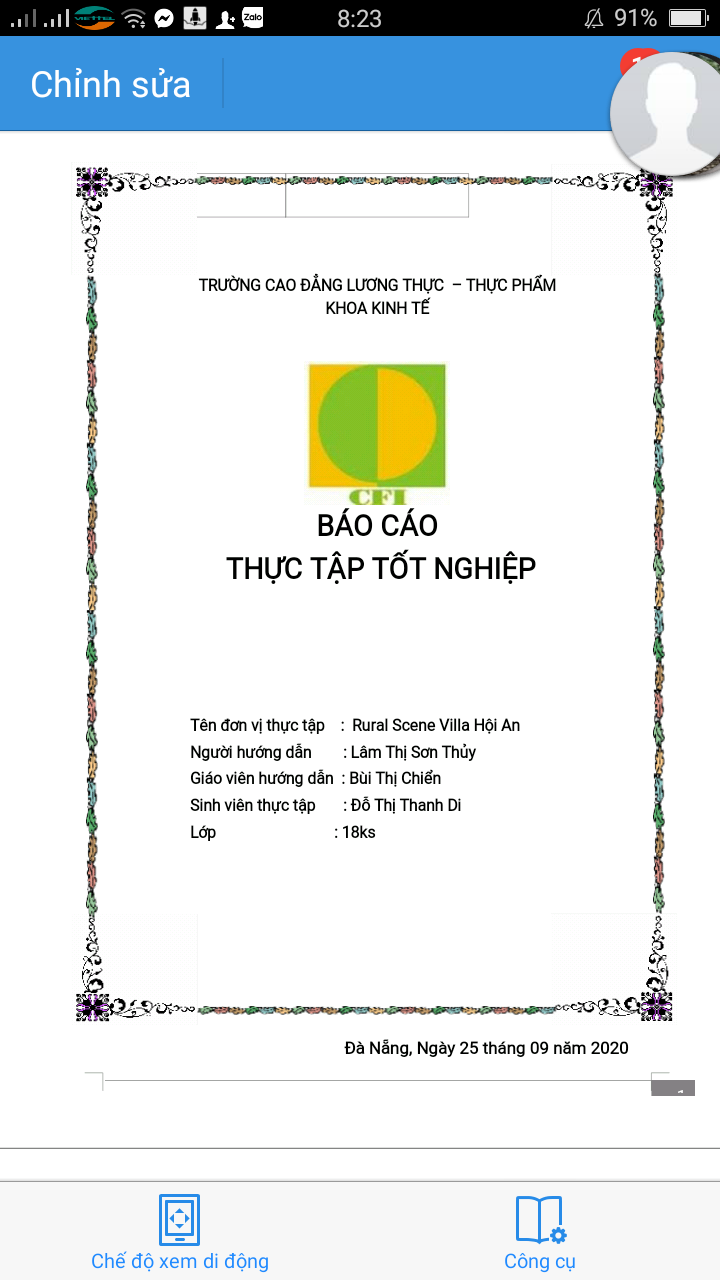 VIETTEL
Zalo
8:23
91%
Chỉnh sửa
TRƯỜNG CAO ĐẲNG LƯƠNG THỰC – THỰC PHẨM
KHOA KINH TẾ
CFI
BÁO CÁO
THỰC TẬP TỐT NGHIỆP
Tên đơn vị thực tập : Rural Scene Villa Hội An
Người hướng dẫn : Lâm Thị Sơn Thủy
Giáo viên hướng dẫn : Bùi Thị Chiển
Sinh viên thực tập : Đỗ Thị Thanh Di
Lớp : 18ks
Đà Nẵng, Ngày 25 tháng 09 năm 2020
Chế độ xem di động
Công cụ